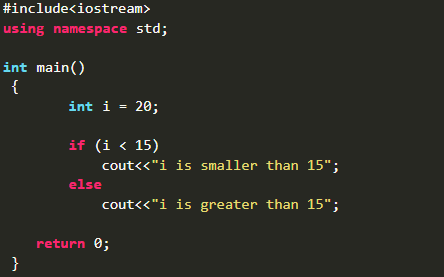 #include<iostream>
using namespace std;

int main()
 {
        int i = 20;

        if (i < 15)
            cout<<"i is smaller than 15";
        else
            cout<<"i is greater than 15";

    return 0;
 }